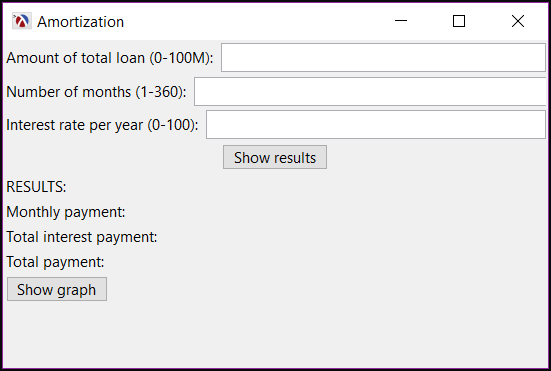 Amortization
Amount of total loan (0-100M):
Number of months (1-360):
Interest rate per year (0-100):
Show results
RESULTS:
Monthly payment:
Total interest payment:
Total payment:
Show graph